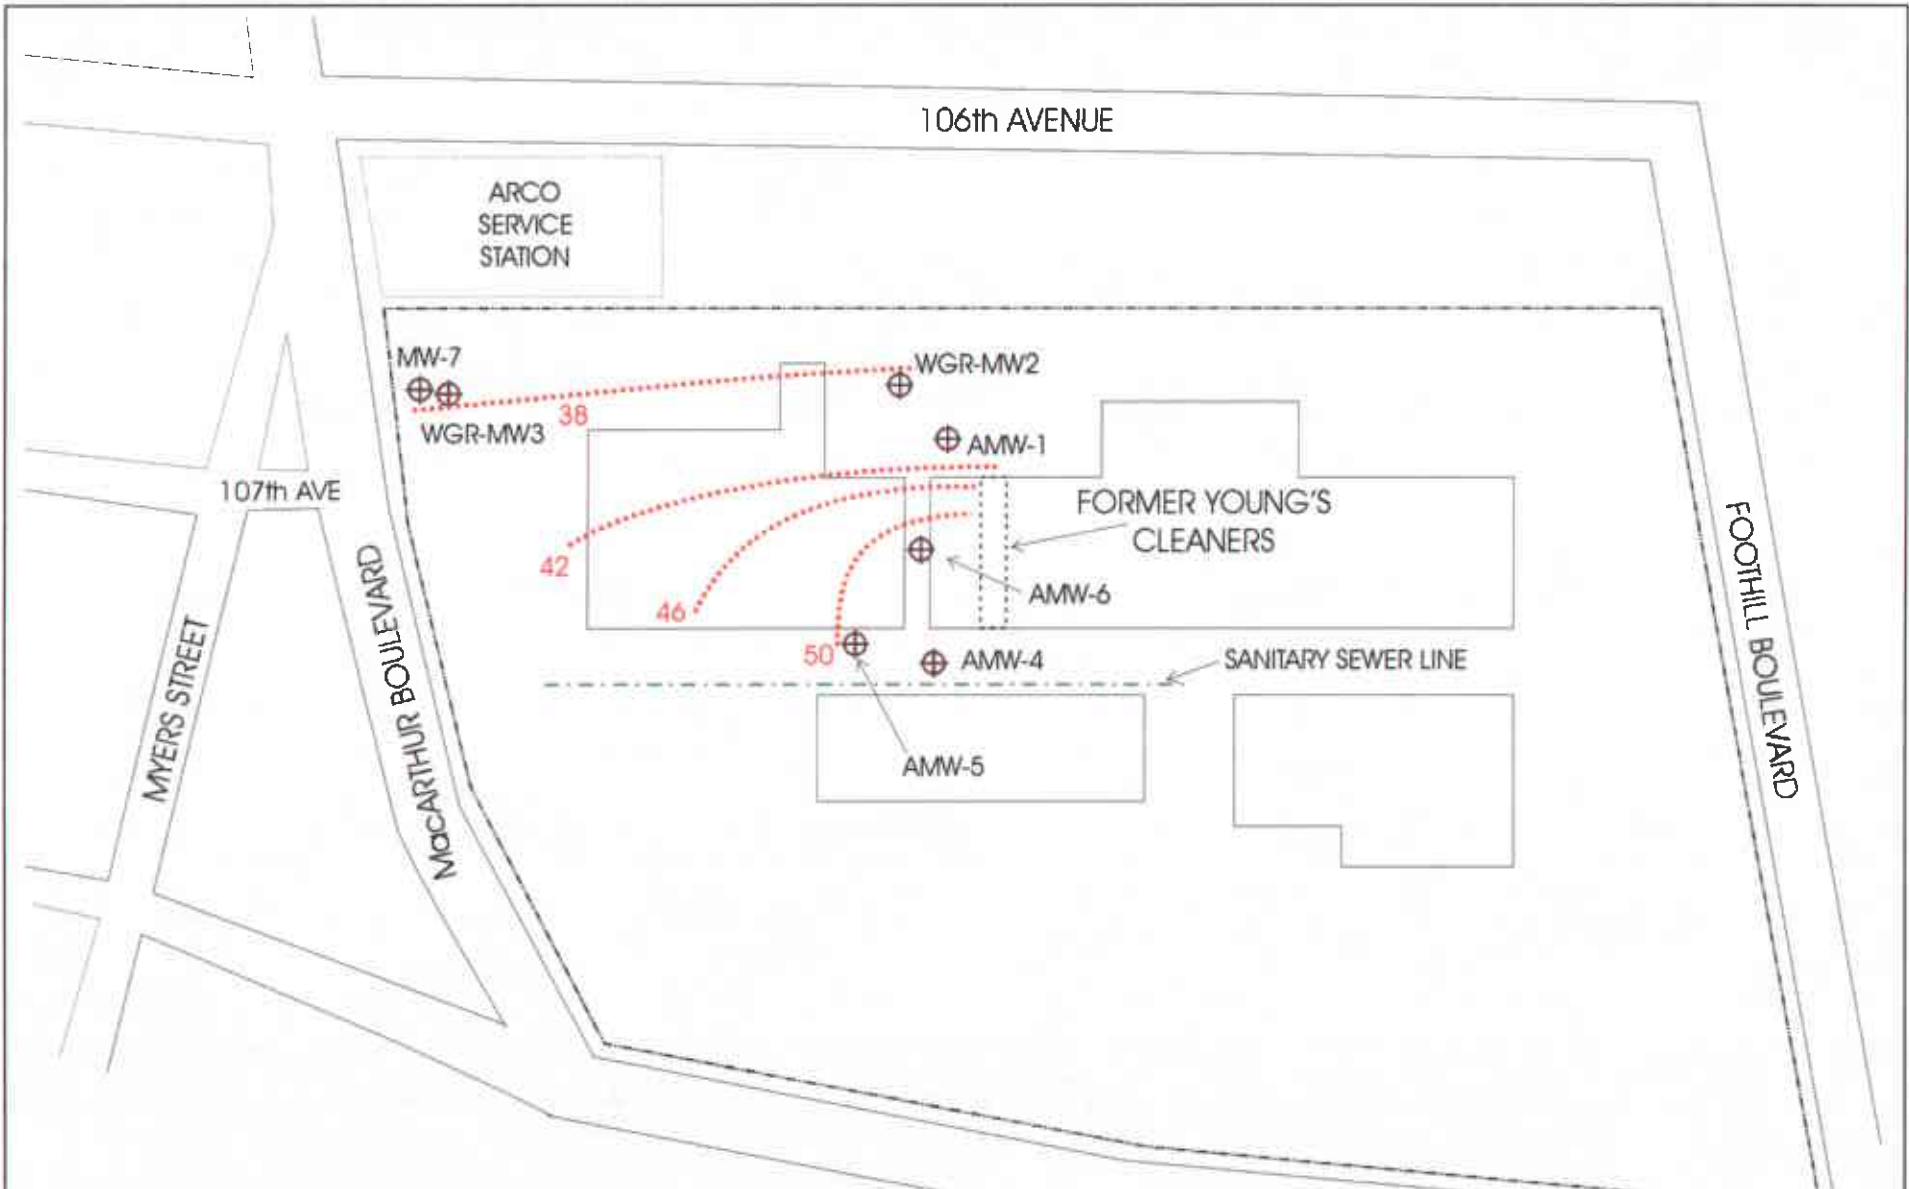 106th AVENUE
ARCO
SERVICE
STATION
MW-7
WGR-MW2
38
WGR-MW3
AMW-1
107th AVE
FORMER YOUNG'S
CLEANERS
FOOTHILL BOULEVARD
42
46
AMW-6
MacARTHUR BOULEVARD
MYERS STREET
50
AMW-4
SANITARY SEWER LINE
AMW-5